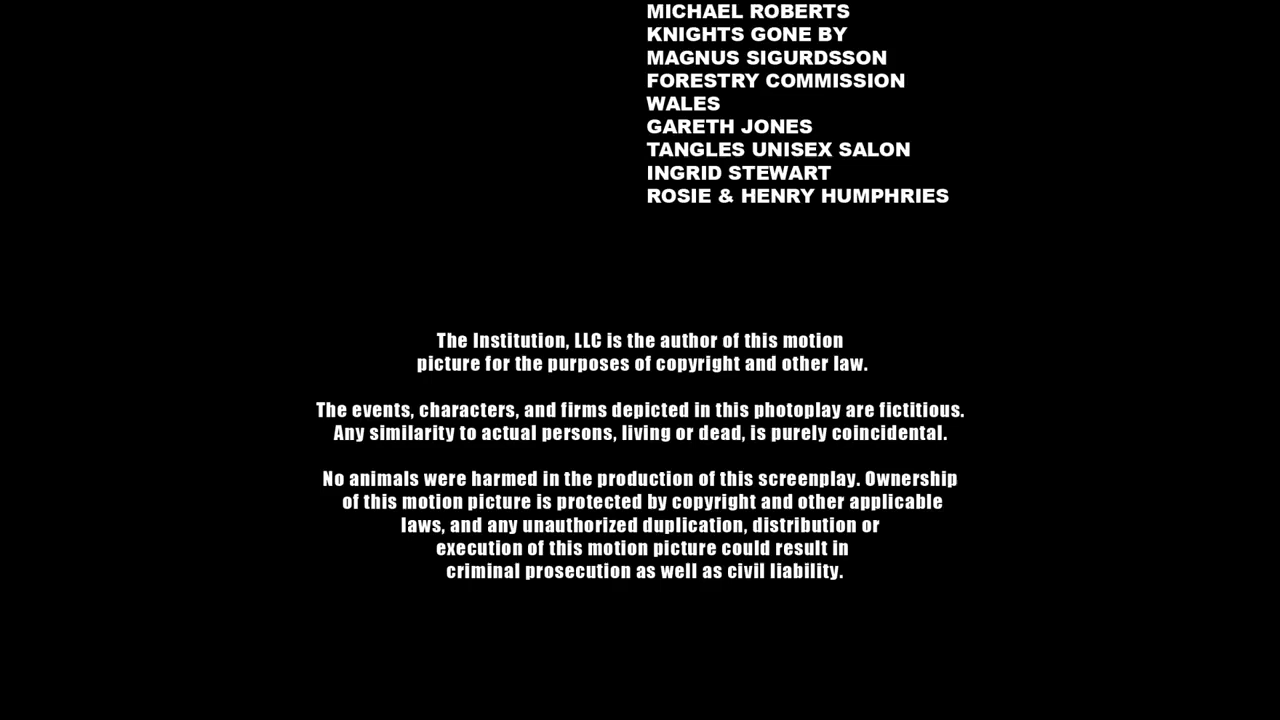 MICHAEL ROBERTS
KNIGHTS GONE BY
MAGNUS SIGURDSSON
FORESTRY COMMISSION
WALES
GARETH JONES
TANGLES UNISEX SALON
INGRID STEWART
ROSIE & HENRY HUMPHRIES
The Institution, LLC is the author of this motion
picture for the purposes of copyright and other law.
The events, characters, and firms depicted in this photoplay are fictitious.
Any similarity to actual persons, living or dead, is purely coincidental.
No animals were harmed in the production of this screenplay. Ownership
of this motion picture is protected by copyright and other applicable
laws, and any unauthorized duplication, distribution or
execution of this motion picture could result in
criminal prosecution as well as civil liability.